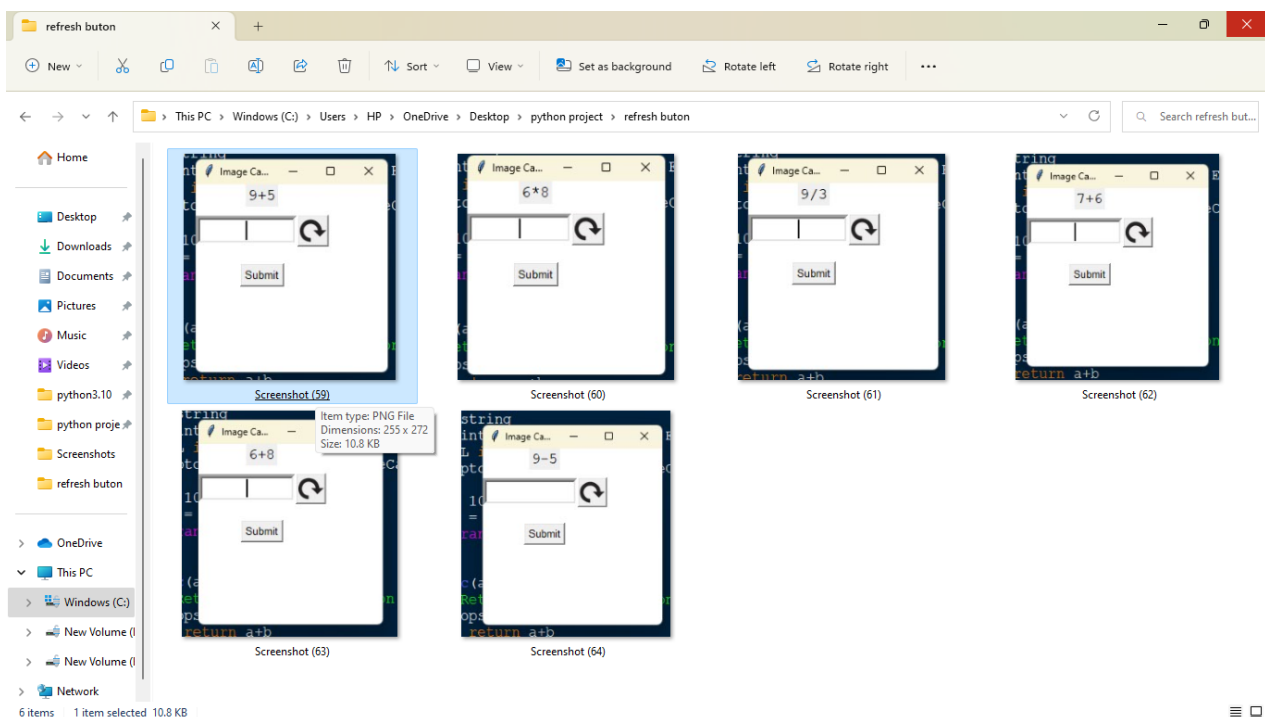 refresh buton
New
Sort
View
Set as background
Rotate left
Rotate right
This PC > Windows (C:) > Users > HP > OneDrive > Desktop > python project > refresh buton
Search refresh but...
Home
Desktop
Downloads
Documents
Pictures
Music
Videos
python3.10
python proje
Screenshots
refresh buton
OneDrive
This PC
Windows (C:)
New Volume (
New Volume (
Network
Image Ca...
9+5
Submit
Screenshot (59)
Image Ca...
6*8
Submit
Screenshot (60)
Image Ca...
9/3
Submit
return a+b
Screenshot (61)
Image Ca...
7+6
Submit
return a+b
Screenshot (62)
string
Image Ca...
6+8
Submit
return a+b
Screenshot (63)
string
Image Ca...
9-5
Submit
return a+b
Screenshot (64)
Item type: PNG File
Dimensions: 255 x 272
Size: 10.8 KB
6 items 1 item selected 10.8 KB